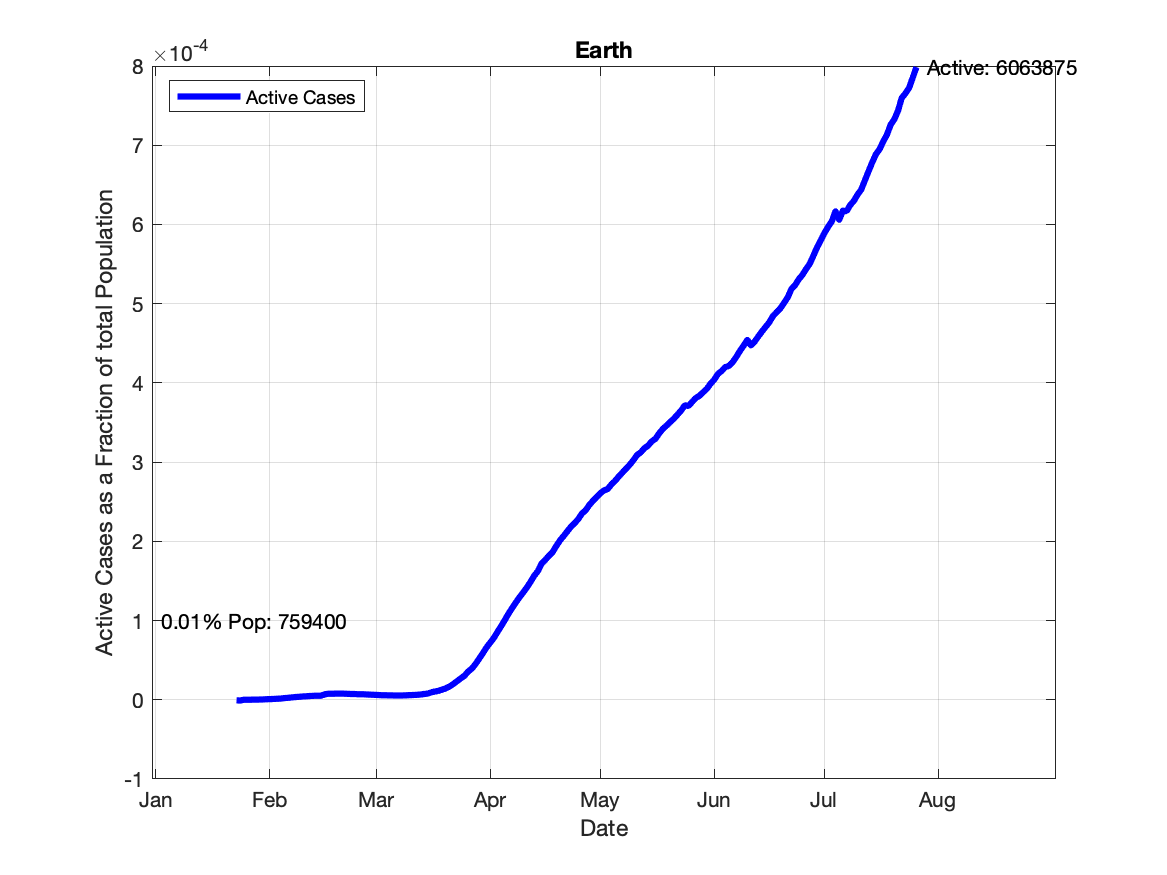 Earth
×10⁻⁴
8
Active: 6063875
Active Cases
7
6
5
4
3
2
1
0.01% Pop: 759400
0
-1
Active Cases as a Fraction of total Population
Jan Feb Mar Apr May Jun Jul Aug
Date